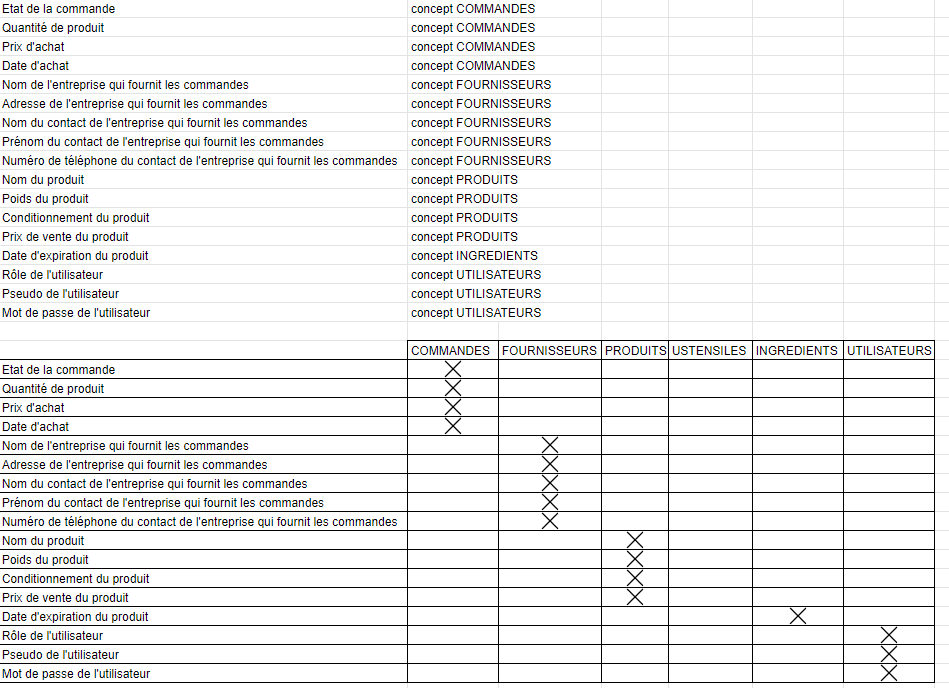 Etat de la commande concept COMMANDES
Quantité de produit concept COMMANDES
Prix d'achat concept COMMANDES
Date d'achat concept COMMANDES
Nom de l'entreprise qui fournit les commandes concept FOURNISSEURS
Adresse de l'entreprise qui fournit les commandes concept FOURNISSEURS
Nom du contact de l'entreprise qui fournit les commandes concept FOURNISSEURS
Prénom du contact de l'entreprise qui fournit les commandes concept FOURNISSEURS
Numéro de téléphone du contact de l'entreprise qui fournit les commandes concept FOURNISSEURS
Nom du produit concept PRODUITS
Poids du produit concept PRODUITS
Conditionnement du produit concept PRODUITS
Prix de vente du produit concept PRODUITS
Date d'expiration du produit concept INGREDIENTS
Rôle de l'utilisateur concept UTILISATEURS
Pseudo de l'utilisateur concept UTILISATEURS
Mot de passe de l'utilisateur concept UTILISATEURS
COMMANDES FOURNISSEURS PRODUITS USTENSILES INGREDIENTS UTILISATEURS
Etat de la commande
Quantité de produit
Prix d'achat
Date d'achat
Nom de l'entreprise qui fournit les commandes
Adresse de l'entreprise qui fournit les commandes
Nom du contact de l'entreprise qui fournit les commandes
Prénom du contact de l'entreprise qui fournit les commandes
Numéro de téléphone du contact de l'entreprise qui fournit les commandes
Nom du produit
Poids du produit
Conditionnement du produit
Prix de vente du produit
Date d'expiration du produit
Rôle de l'utilisateur
Pseudo de l'utilisateur
Mot de passe de l'utilisateur